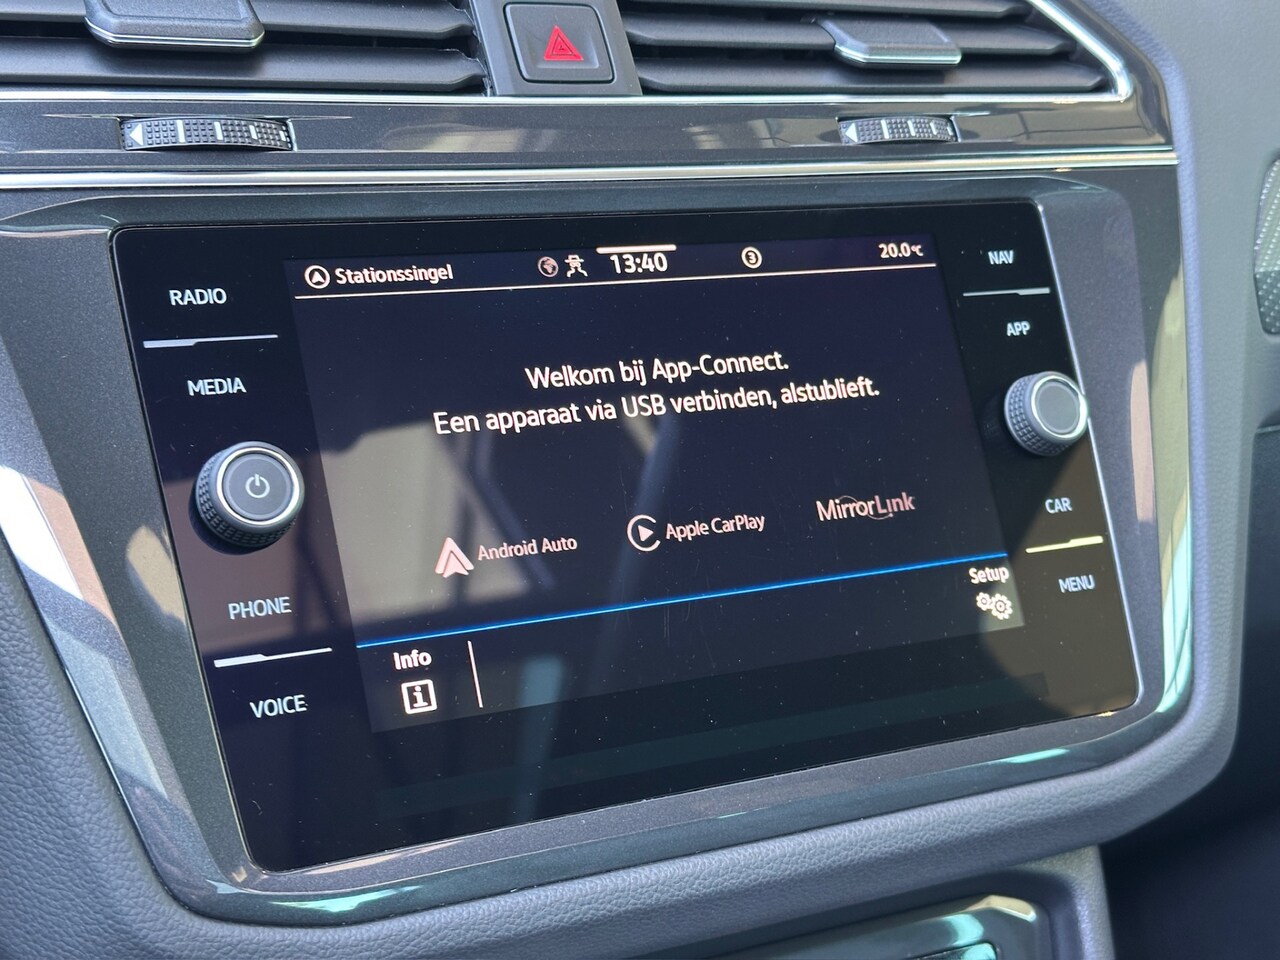 Stationssingel
13:40
3
20.0°C
RADIO
MEDIA
PHONE
VOICE
NAV
APP
CAR
MENU
Welkom bij App-Connect.
Een apparaat via USB verbinden, alstublieft.
Android Auto
Apple CarPlay
MirrorLink
Info
i
Setup